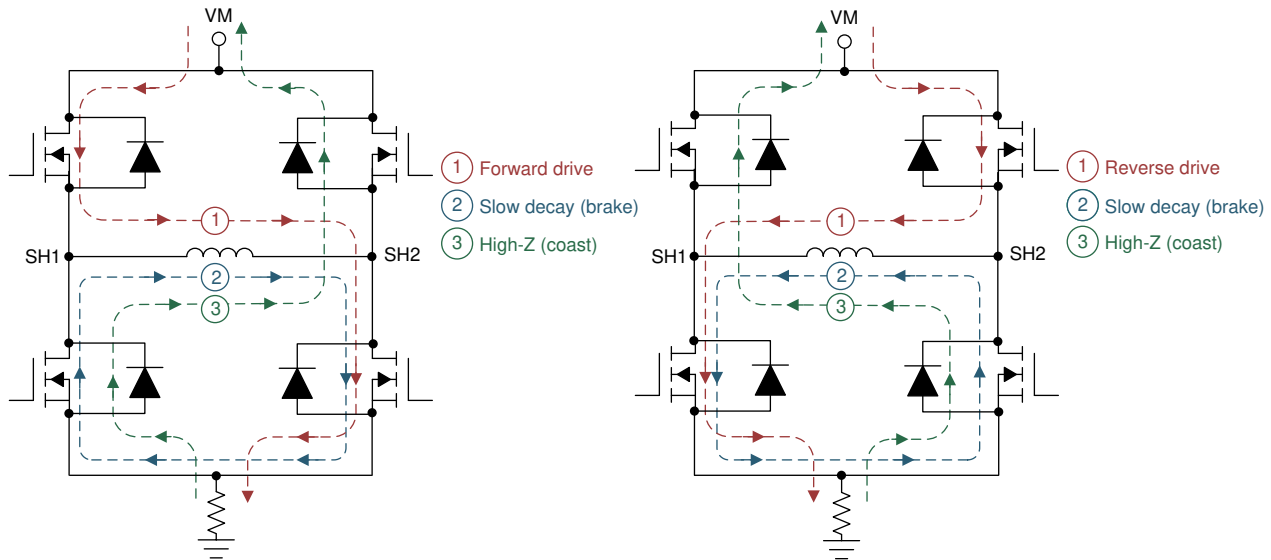 VM
1 Forward drive
2 Slow decay (brake)
3 High-Z (coast)
1
SH1
SH2
2
3
VM
1 Reverse drive
2 Slow decay (brake)
3 High-Z (coast)
1
SH1
SH2
2
3